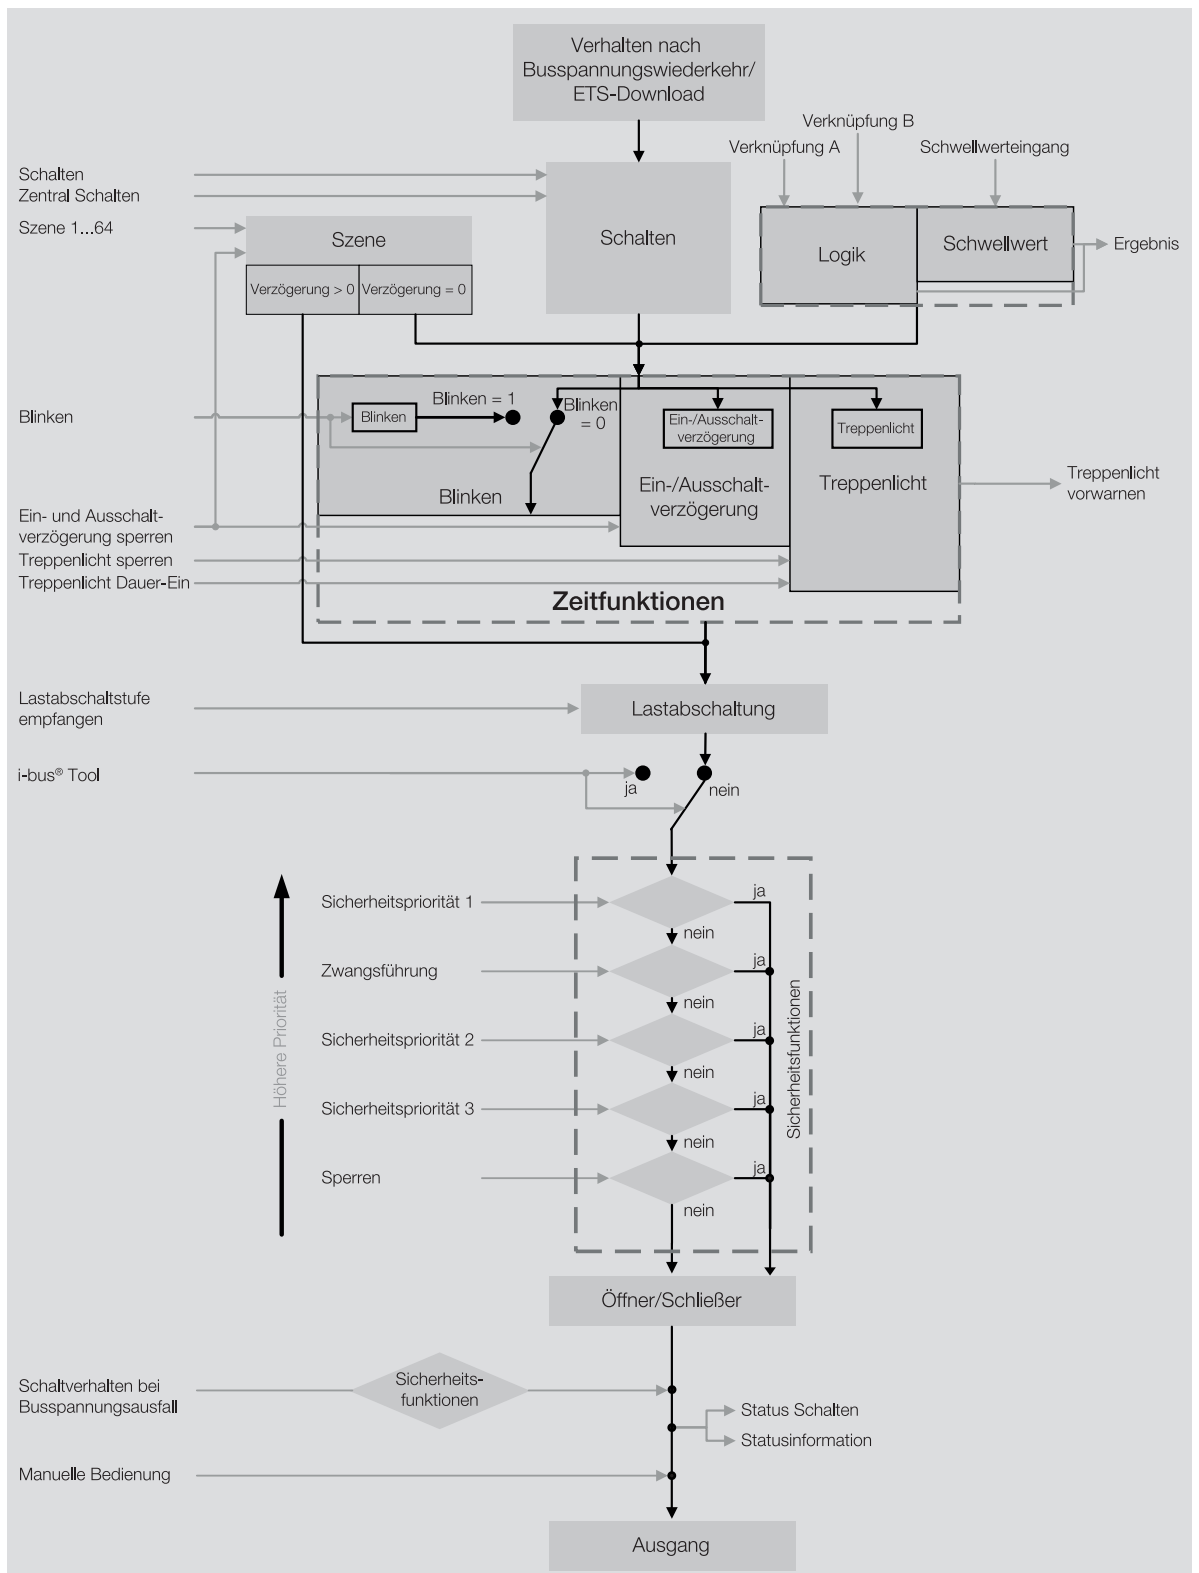 Verhalten nach
Busspannungswiederkehr/
ETS-Download
Verknüpfung B
Verknüpfung A
Schwellwerteingang
Schalten
Zentral Schalten
Szene 1...64
Szene
Schalten
Logik
Schwellwert
Ergebnis
Verzögerung > 0
Verzögerung = 0
Blinken
Blinken
Blinken = 1
Blinken
= 0
Ein-/Ausschalt-
verzögerung
Treppenlicht
Blinken
Ein-/Ausschalt-
verzögerung
Treppenlicht
Treppenlicht
vorwarnen
Ein- und Ausschalt-
verzögerung sperren
Treppenlicht sperren
Treppenlicht Dauer-Ein
Zeitfunktionen
Lastabschaltstufe
empfangen
Lastabschaltung
i-bus® Tool
ja
nein
Höhere Priorität
Sicherheitspriorität 1
ja
nein
Zwangsführung
ja
nein
Sicherheitspriorität 2
ja
nein
Sicherheitspriorität 3
ja
nein
Sperren
ja
nein
Sicherheitsfunktionen
Öffner/Schließer
Schaltverhalten bei
Busspannungsausfall
Sicherheits-
funktionen
Status Schalten
Statusinformation
Manuelle Bedienung
Ausgang